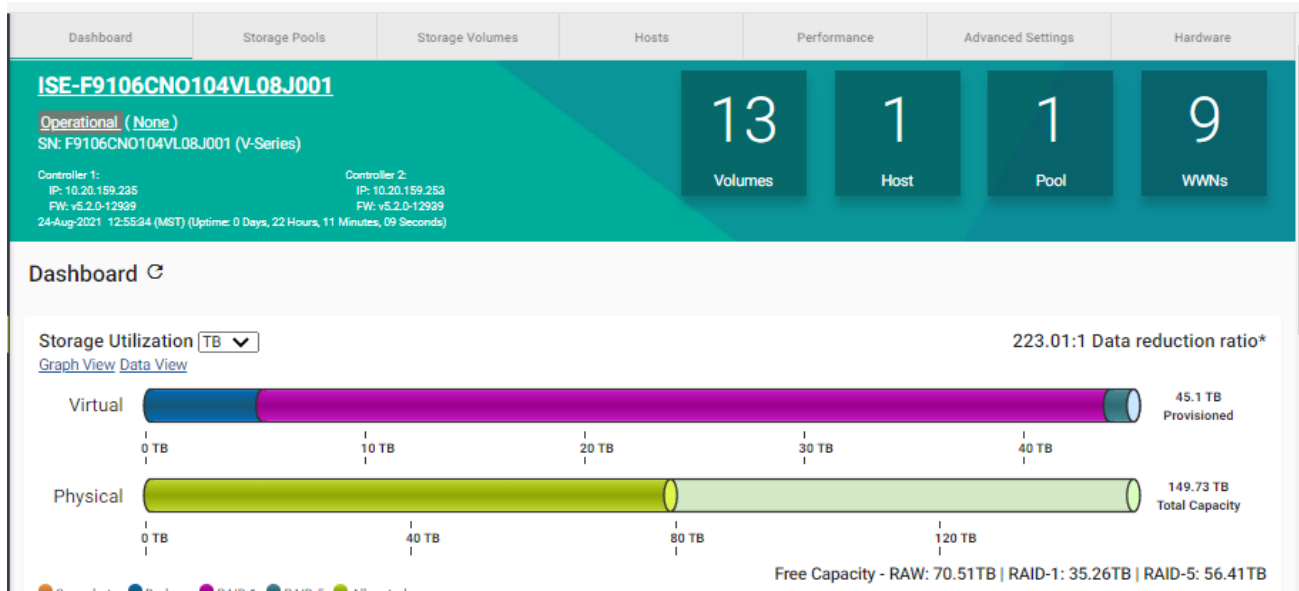 Dashboard Storage Pools Storage Volumes Hosts Performance Advanced Settings Hardware
ISE-F9106CNO104VL08J001
Operational ( None )
SN: F9106CNO104VL08J001 (V-Series)
Controller 1: Controller 2:
IP: 10.20.159.235 IP: 10.20.159.253
FW: v5.2.0-12939 FW: v5.2.0-12939
24-Aug-2021 12:55:34 (MST) (Uptime: 0 Days, 22 Hours, 11 Minutes, 09 Seconds)
13 1 1 9
Volumes Host Pool WWNs
Dashboard
Storage Utilization TB 223.01:1 Data reduction ratio*
Graph View Data View
Virtual 45.1 TB
Provisioned
0 TB 10 TB 20 TB 30 TB 40 TB
Physical 149.73 TB
Total Capacity
0 TB 40 TB 80 TB 120 TB
Free Capacity - RAW: 70.51TB | RAID-1: 35.26TB | RAID-5: 56.41TB